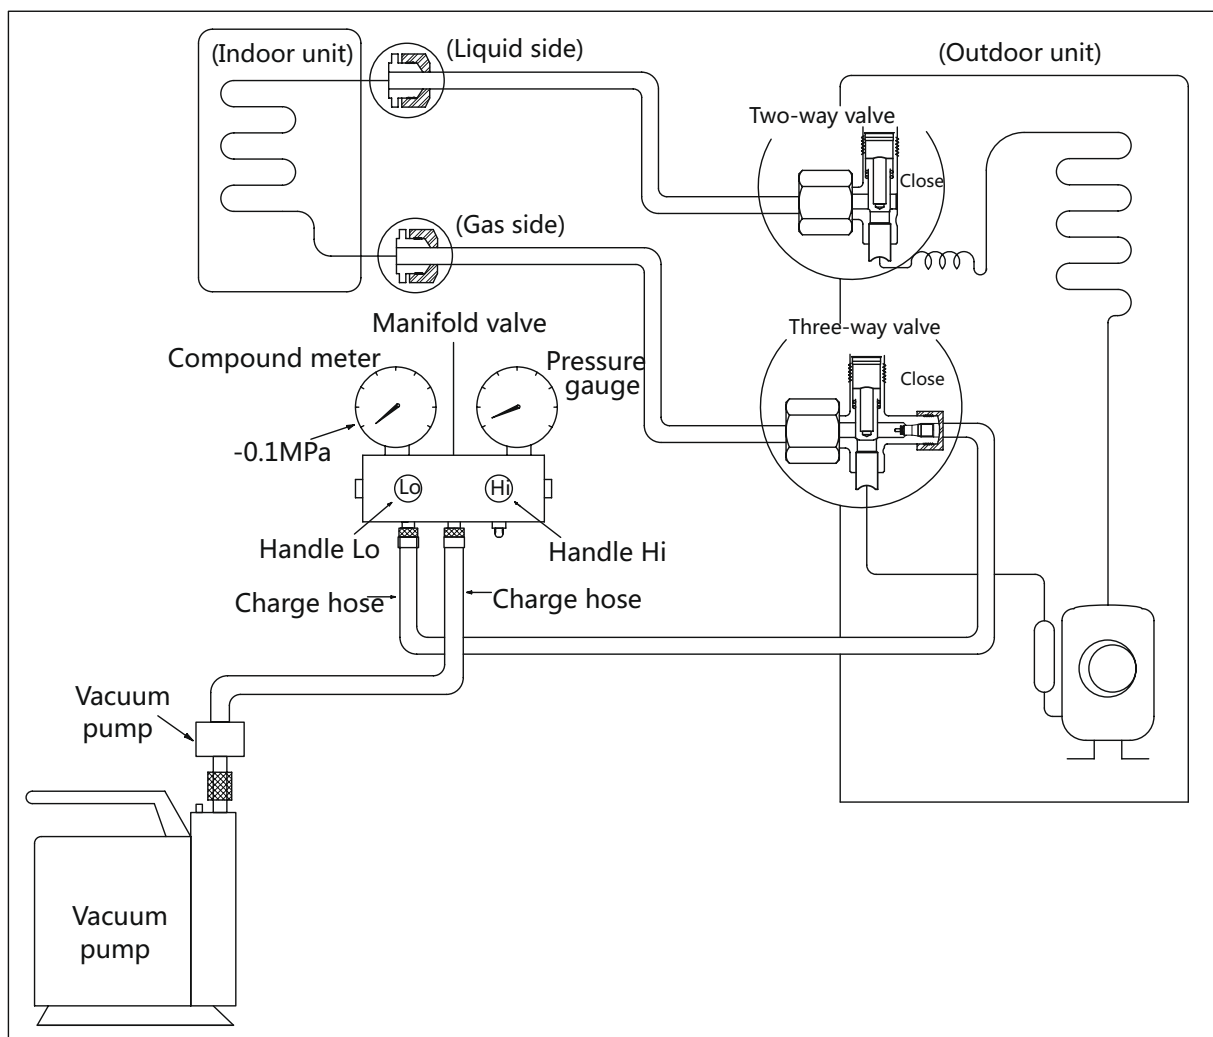 (Indoor unit)
(Liquid side)
(Outdoor unit)
Two-way valve
Close
(Gas side)
Manifold valve
Three-way valve
Compound meter
Pressure
gauge
Close
-0.1MPa
Lo
Hi
Handle Lo
Handle Hi
Charge hose
Charge hose
Vacuum
pump
Vacuum
pump